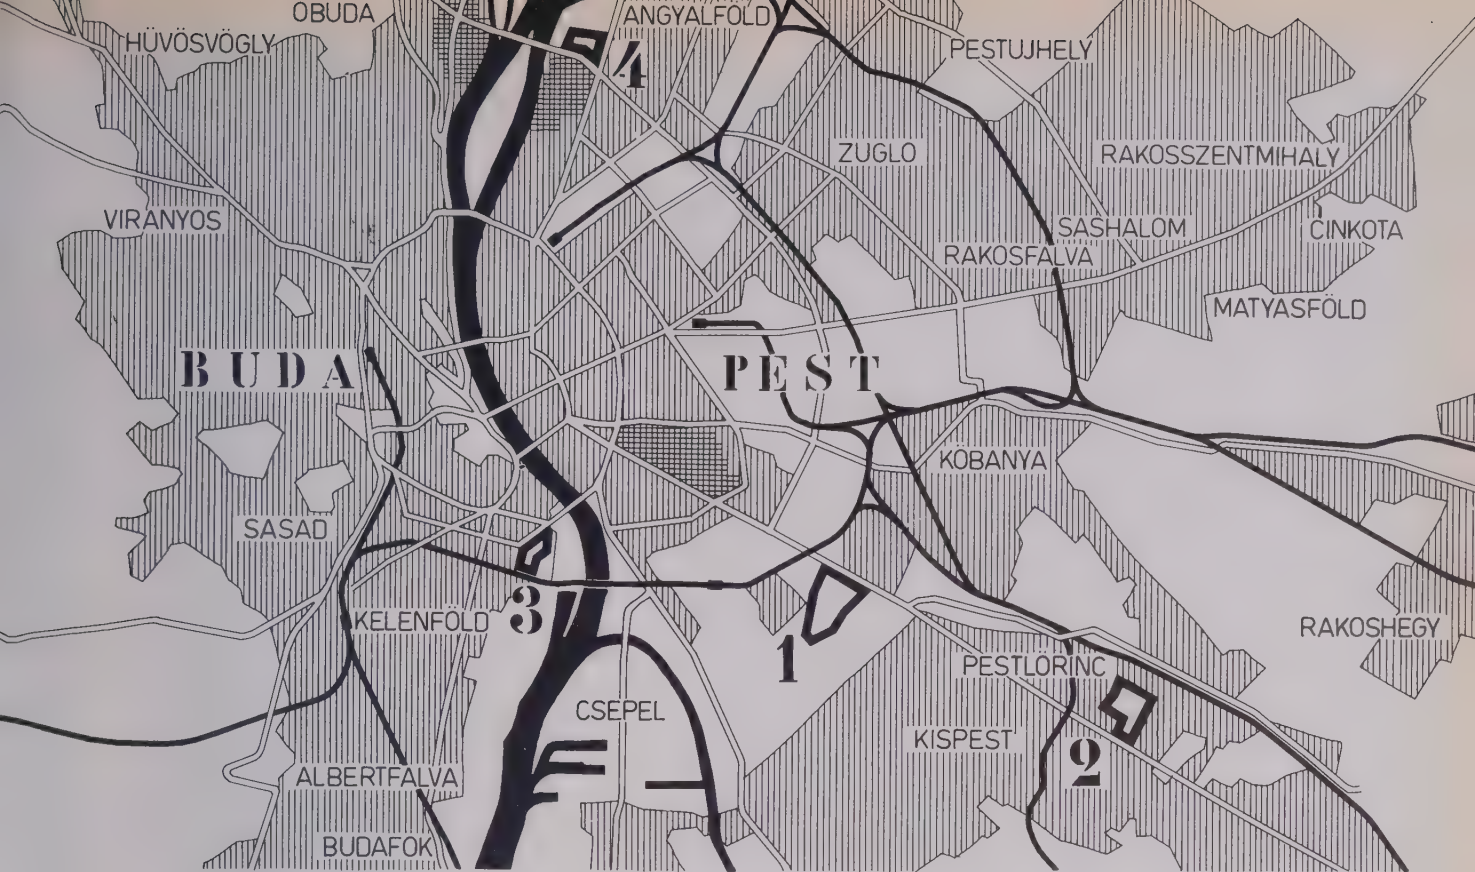 OBUDA
ANGYALFÖLD
HÜVÖSVÖGLY
PESTUJHELY
4
ZUGLO
RAKOSSZENTMIHALY
VIRANYOS
SASHALOM
CINKOTA
RAKOSFALVA
MATYASFÖLD
BUDA
PEST
KÖBANYA
SASAD
3
KELENFÖLD
1
RAKOSHEGY
PESTLÖRINC
CSEPEL
KISPEST
2
ALBERTFALVA
BUDAFOK